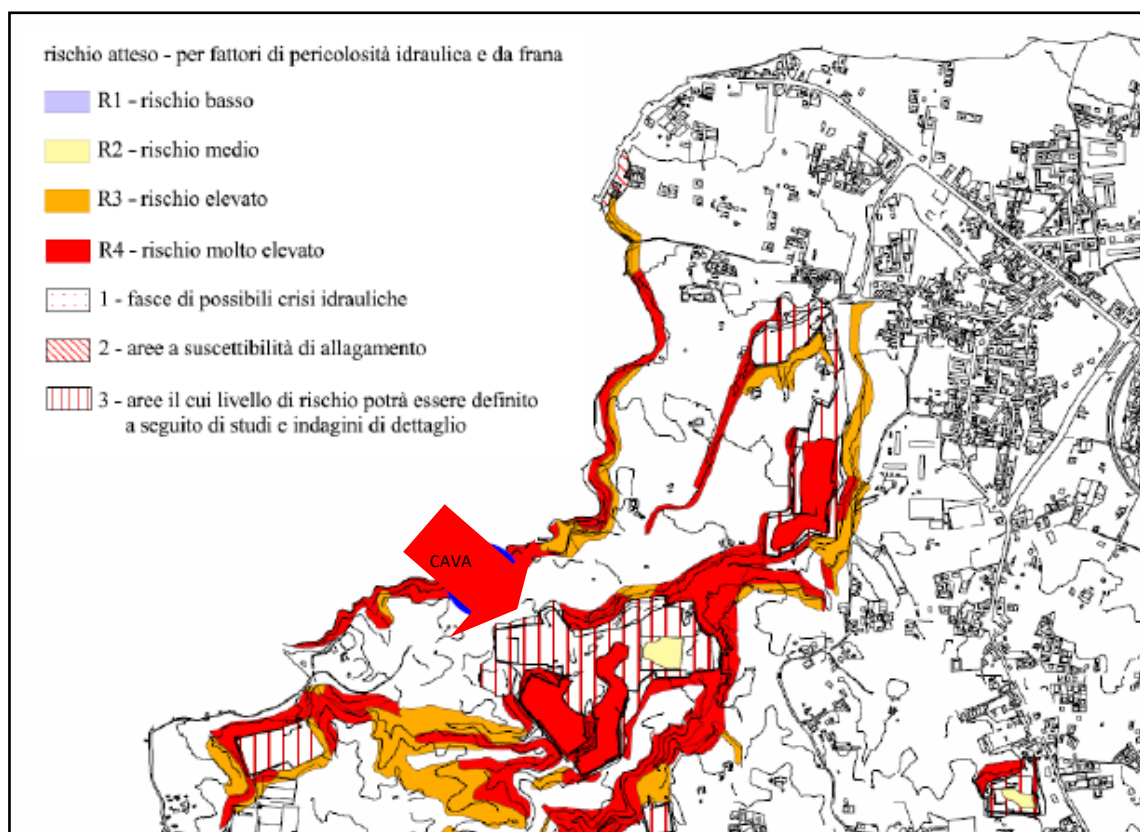 rischio atteso - per fattori di pericolosità idraulica e da frana
R1 - rischio basso
R2 - rischio medio
R3 - rischio elevato
R4 - rischio molto elevato
1 - fasce di possibili crisi idrauliche
2 - aree a suscettibilità di allagamento
3 - aree il cui livello di rischio potrà essere definito
a seguito di studi e indagini di dettaglio
CAVA